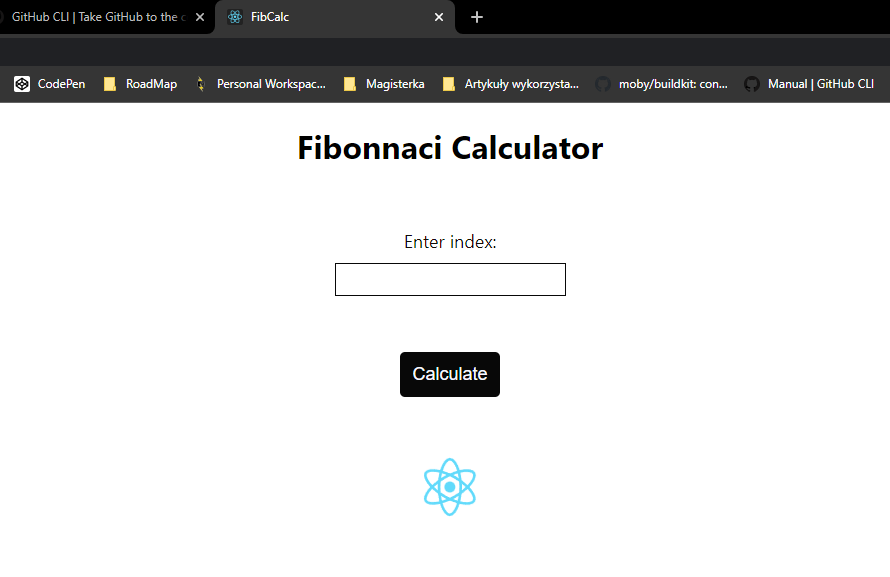 GitHub CLI | Take GitHub to the c
FibCalc
CodePen RoadMap Personal Workspac... Magisterka Artykuły wykorzysta... moby/buildkit: con... Manual | GitHub CLI
Fibonnaci Calculator
Enter index:
Calculate